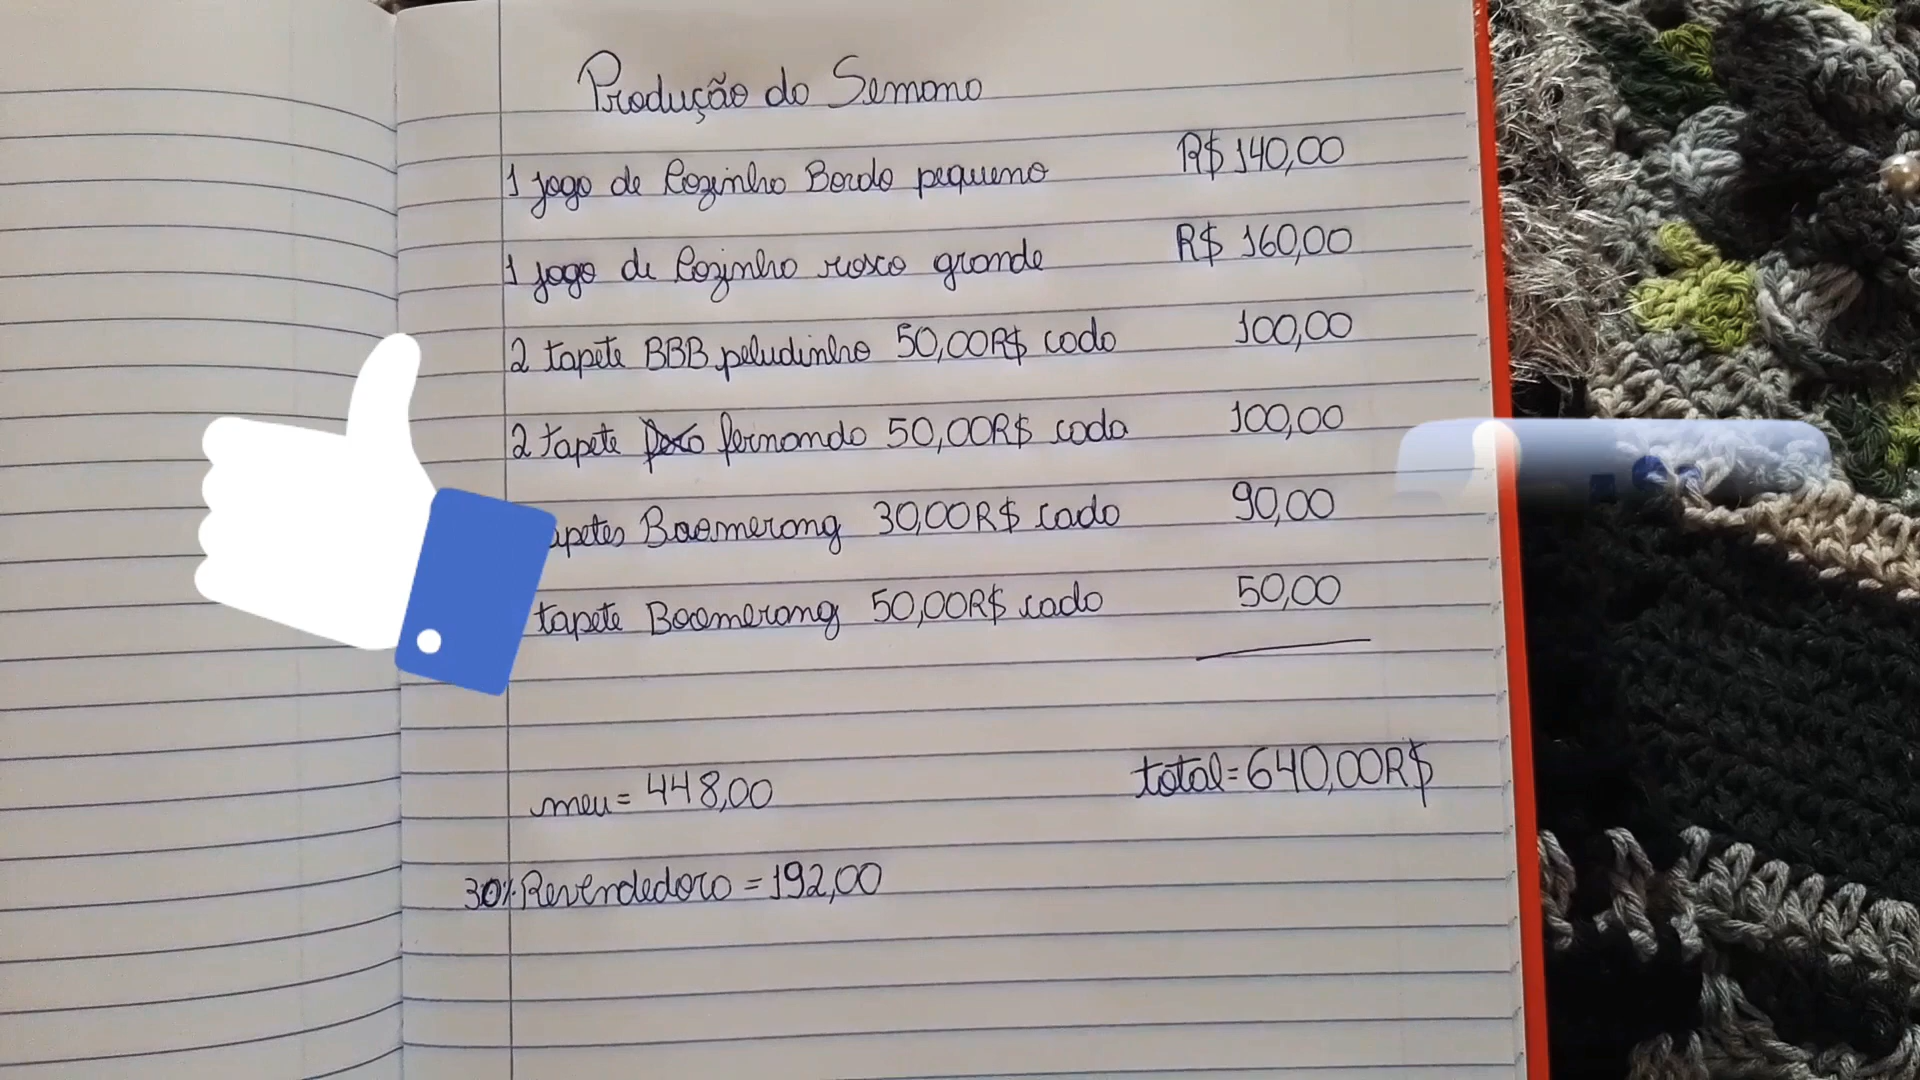 Produção da Semana
1 jogo de Cozinha Bordo pequeno R$ 140,00
1 jogo de Cozinha roxo grande R$ 160,00
2 tapete BBB peludinho 50,00R$ cada 100,00
2 tapete fernanda 50,00R$ cada 100,00
apetes Boomerang 30,00R$ cada 90,00
tapete Boomerang 50,00R$ cada 50,00
total=640,00R$
meu=448,00
30% Revendedora=192,00